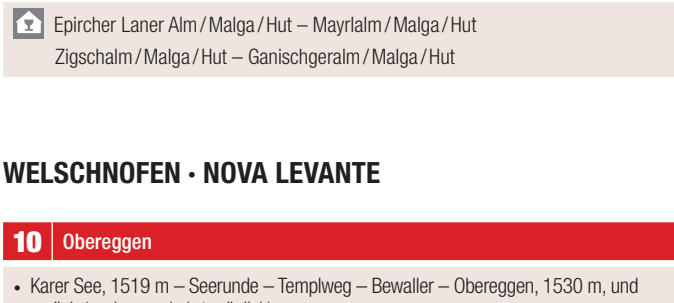 Epircher Laner Alm/Malga/Hut – Mayrlalm/Malga/Hut
Zigschalm/Malga/Hut – Ganischgeralm/Malga/Hut
WELSCHNOFEN · NOVA LEVANTE
10 Obereggen
• Karer See, 1519 m – Seerunde – Templweg – Bewaller – Obereggen, 1530 m, und